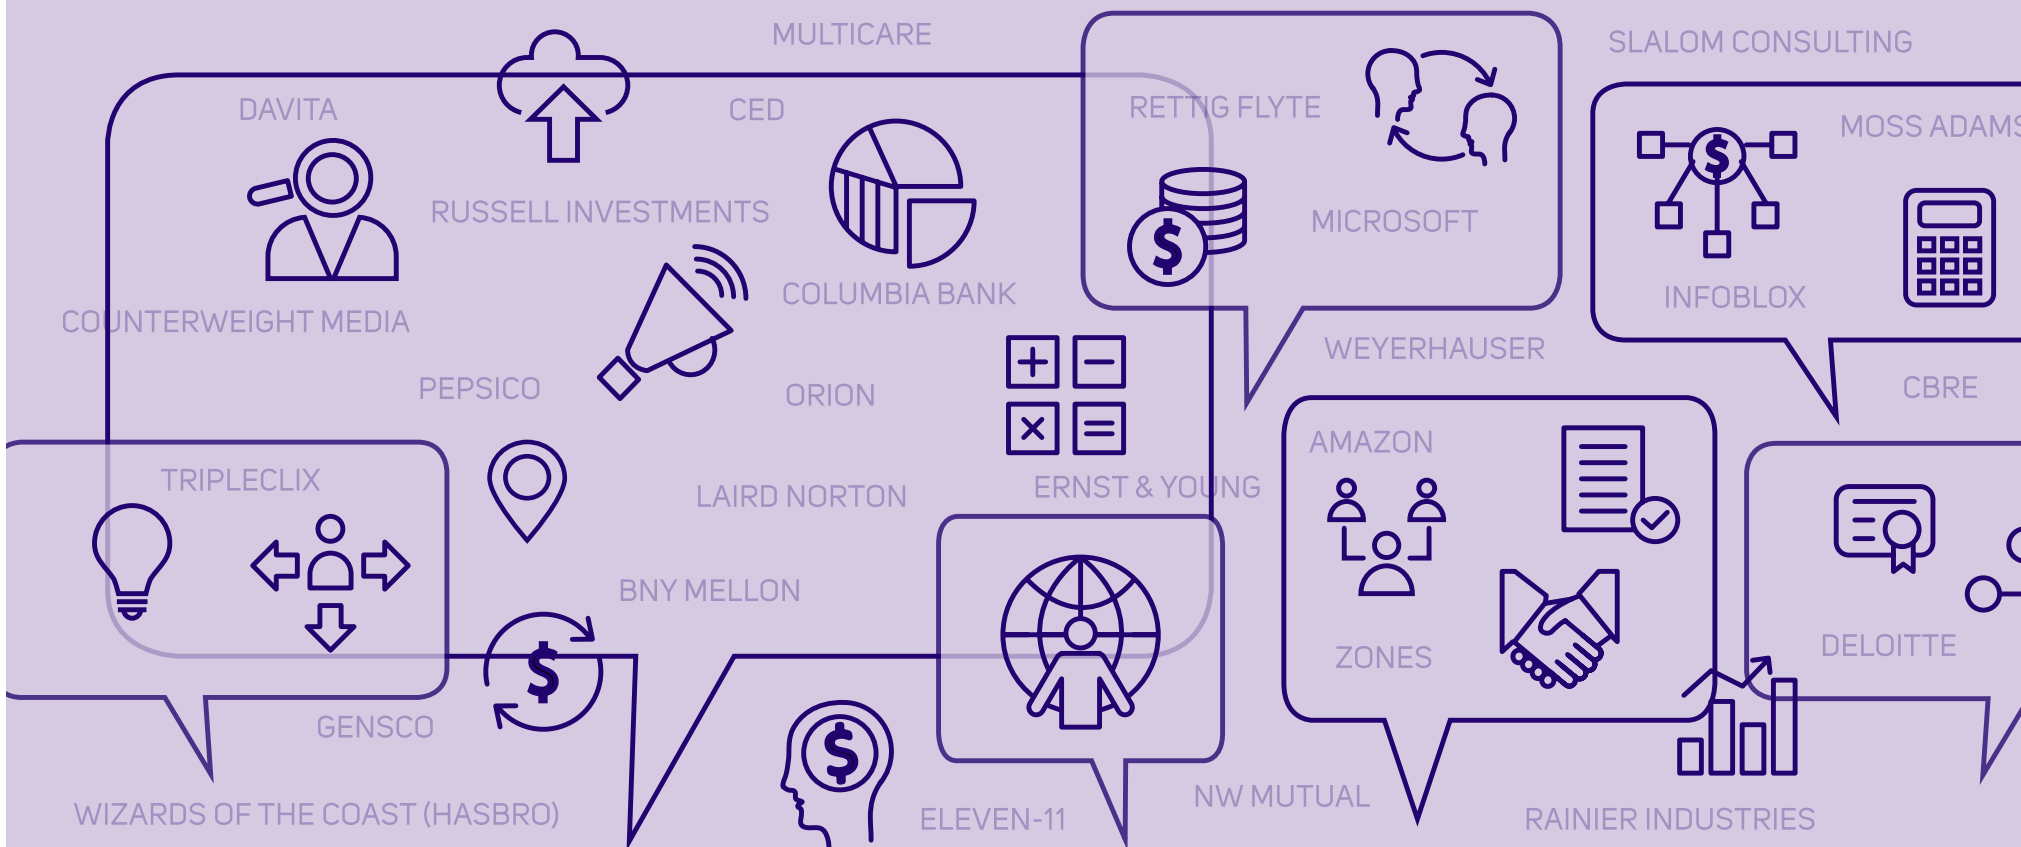 MULTICARE
SLALOM CONSULTING
DAVITA
CED
RETTIG FLYTE
MOSS ADAMS
RUSSELL INVESTMENTS
MICROSOFT
COLUMBIA BANK
INFOBLOX
COUNTERWEIGHT MEDIA
WEYERHAUSER
PEPSICO
ORION
CBRE
AMAZON
TRIPLECLIX
LAIRD NORTON
ERNST & YOUNG
BNY MELLON
ZONES
DELOITTE
GENSCO
NW MUTUAL
WIZARDS OF THE COAST (HASBRO)
ELEVEN-11
RAINIER INDUSTRIES